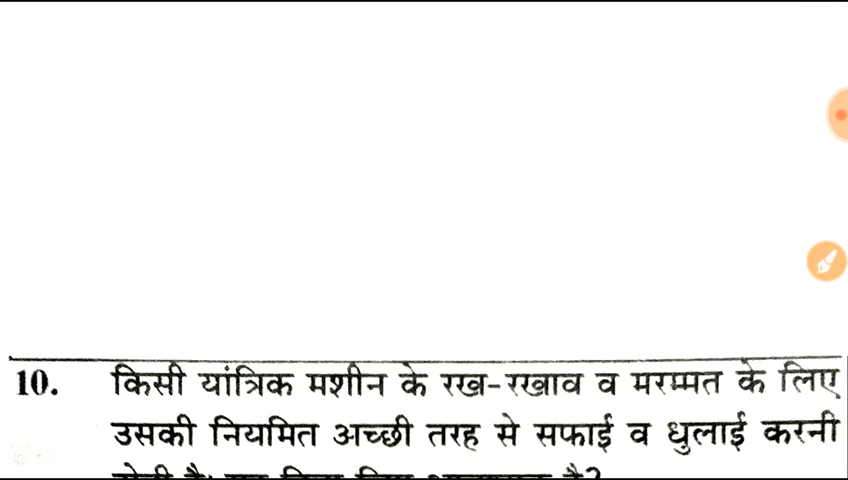 10. किसी यांत्रिक मशीन के रख-रखाव व मरम्मत के लिए
उसकी नियमित अच्छी तरह से सफाई व धुलाई करनी